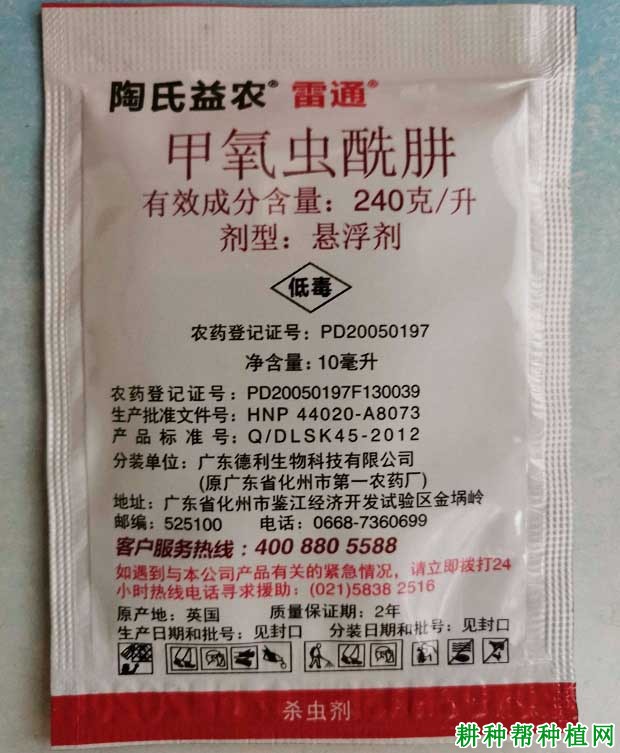 陶氏益农® 雷通®
甲氧虫酰肼
有效成分含量：240克/升
剂型：悬浮剂
低毒
农药登记证号：PD20050197
净含量：10毫升
农药登记证号：PD20050197F130039
生产批准文件号：HNP 44020-A8073
产品标准号：Q/DLSK45-2012
分装单位：广东德利生物科技有限公司
(原广东省化州市第一农药厂)
地址：广东省化州市鉴江经济开发试验区金埚岭
邮编：525100 电话：0668-7360699
客户服务热线：400 880 5588
如遇到与本公司产品有关的紧急情况，请立即拨打24
小时热线电话寻求援助：(021)5838 2516
原产地：英国 质量保证期：2年
生产日期和批号：见封口 分装日期和批号：见封口
杀虫剂
耕种帮种植网